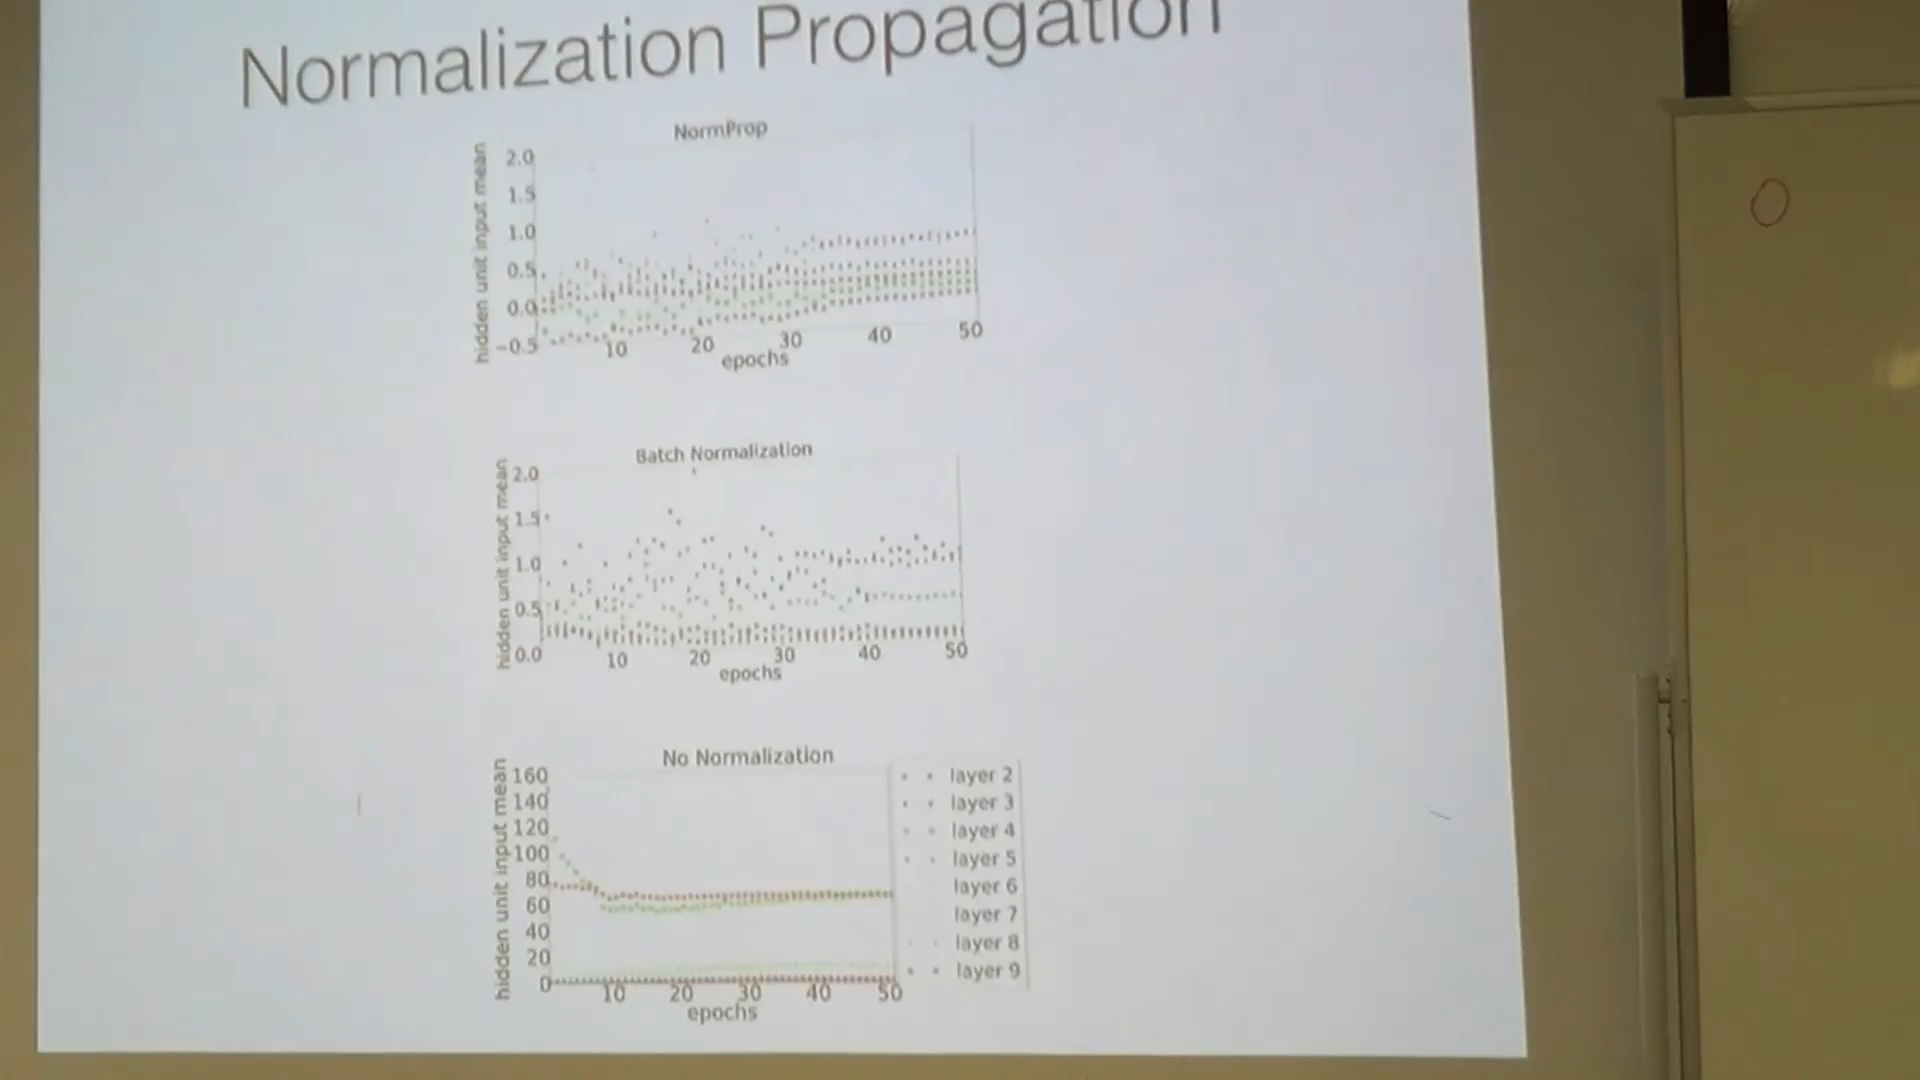 Normalization Propagation
NormProp
hidden unit input mean
2.0
1.5
1.0
0.5
0.0
−0.5
10 20 30 40 50
epochs
Batch Normalization
hidden unit input mean
2.0
1.5
1.0
0.5
0.0
10 20 30 40 50
epochs
No Normalization
hidden unit input mean
160
140
120
100
80
60
40
20
0
10 20 30 40 50
epochs
layer 2
layer 3
layer 4
layer 5
layer 6
layer 7
layer 8
layer 9